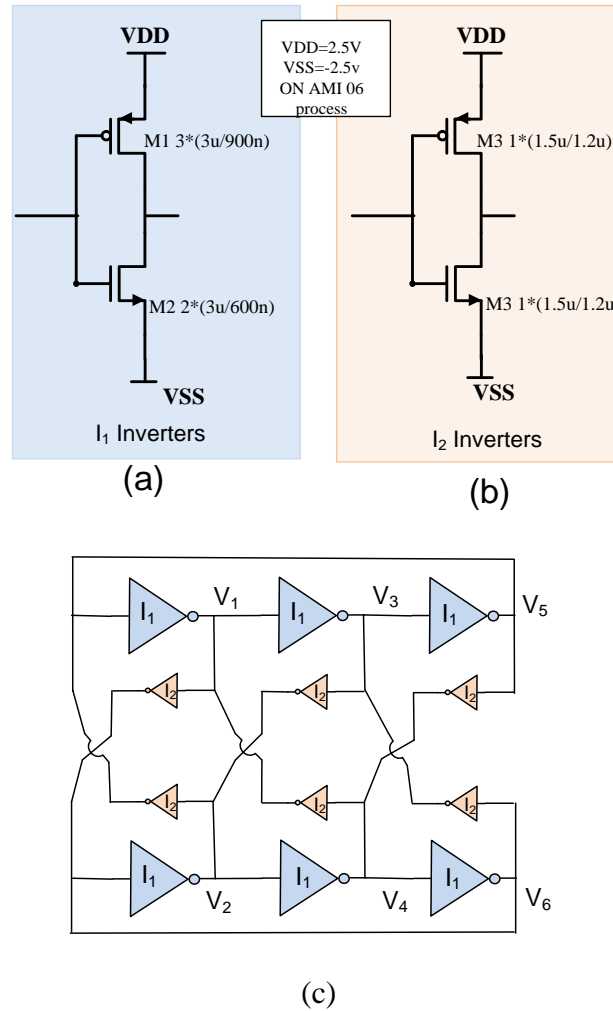 VDD
M1 3*(3u/900n)
M2 2*(3u/600n)
VSS
I1 Inverters
(a)
VDD=2.5V
VSS=-2.5v
ON AMI 06
process
VDD
M3 1*(1.5u/1.2u)
M3 1*(1.5u/1.2u
VSS
I2 Inverters
(b)
I1
V1
I1
V3
I1
V5
I2
I2
I2
I2
I2
I2
I1
V2
I1
V4
I1
V6
(c)